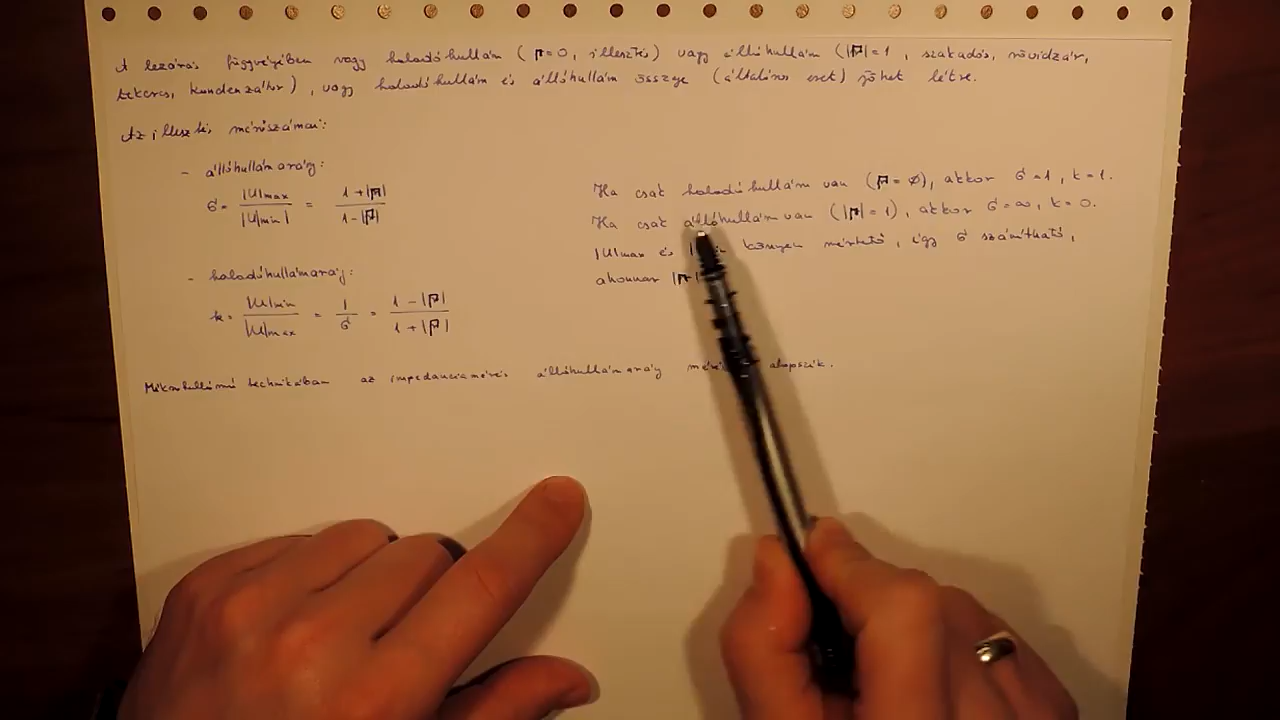 A lezárás függvényében vagy haladóhullám (Γ=0, illesztés) vagy állóhullám (|Γ|=1, szakadás, rövidzár,
tekercs, kondenzátor), vagy haladóhullám és állóhullám összege (általános eset) jöhet létre.
Az illesztés mérőszámai:
- állóhullámarány:
σ = |U|max / |U|min| = 1+|Γ| / 1-|Γ|
- haladóhullámarány:
k = |U|min / |U|max = 1 / σ = 1-|Γ| / 1+|Γ|
Ha csak haladóhullám van (Γ=∅), akkor σ=1, k=1.
Ha csak állóhullám van (|Γ|=1), akkor σ=∞, k=0.
|U|max és könnyen mérhető, így σ számítható,
ahonnan |Γ|
Mikrohullámú technikában az impedanciamérés állóhullámarány alapszik.